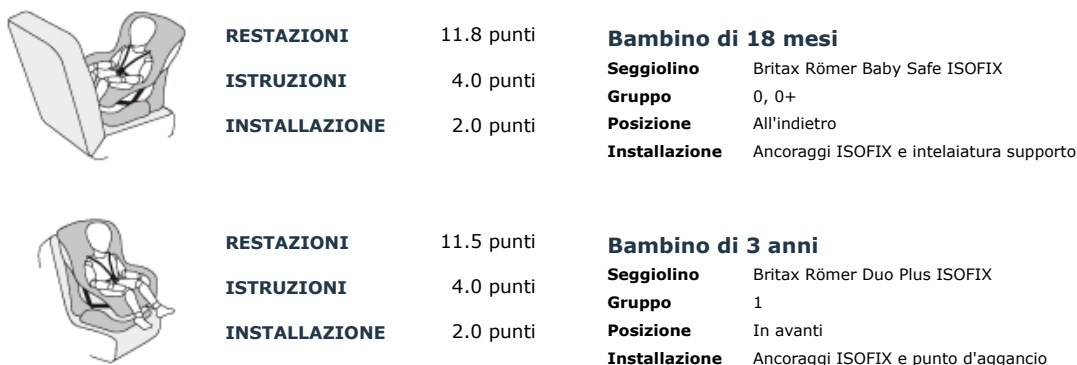 RESTAZIONI 11.8 punti
ISTRUZIONI 4.0 punti
INSTALLAZIONE 2.0 punti
Bambino di 18 mesi
Seggiolino Britax Römer Baby Safe ISOFIX
Gruppo 0, 0+
Posizione All'indietro
Installazione Ancoraggi ISOFIX e intelaiatura supporto
RESTAZIONI 11.5 punti
ISTRUZIONI 4.0 punti
INSTALLAZIONE 2.0 punti
Bambino di 3 anni
Seggiolino Britax Römer Duo Plus ISOFIX
Gruppo 1
Posizione In avanti
Installazione Ancoraggi ISOFIX e punto d'aggancio